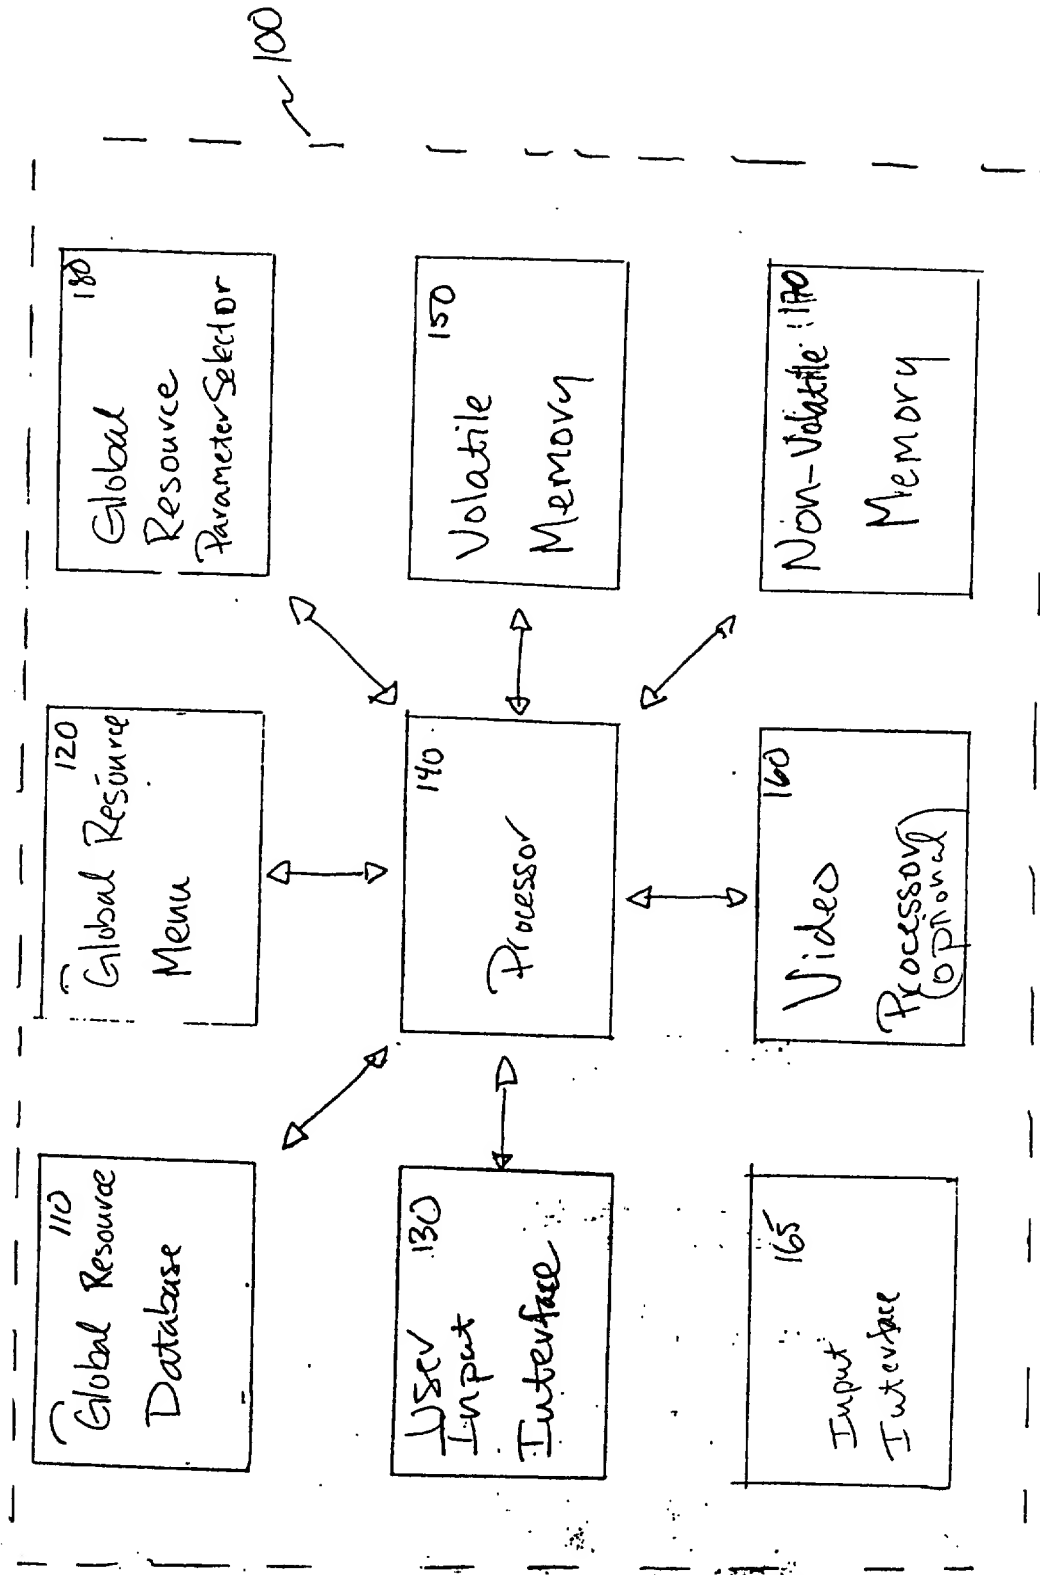 100
110
Global Resource
Database
120
Global Resource
Menu
180
Global
Resource
Parameter Selector
130
User
Input
Interface
140
Processor
150
Volatile
Memory
165
Input
Interface
160
Video
Processor
(optional)
Non-Volatile 170
Memory